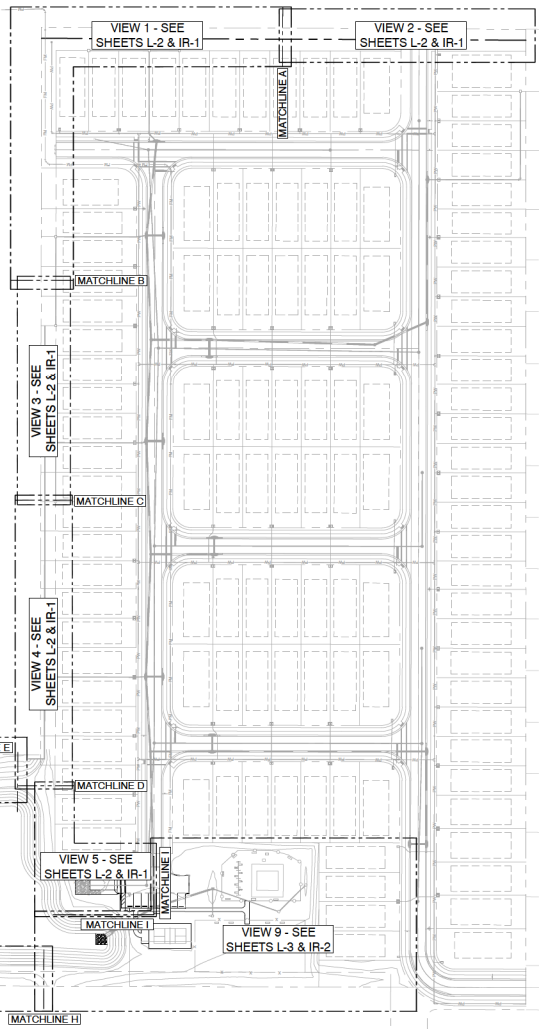 VIEW 1 - SEE
SHEETS L-2 & IR-1
VIEW 2 - SEE
SHEETS L-2 & IR-1
MATCHLINE A
MATCHLINE B
VIEW 3 - SEE
SHEETS L-2 & IR-1
MATCHLINE C
VIEW 4 - SEE
SHEETS L-2 & IR-1
E
MATCHLINE D
VIEW 5 - SEE
SHEETS L-2 & IR-1
MATCHLINE I
MATCHLINE I
VIEW 9 - SEE
SHEETS L-3 & IR-2
MATCHLINE H